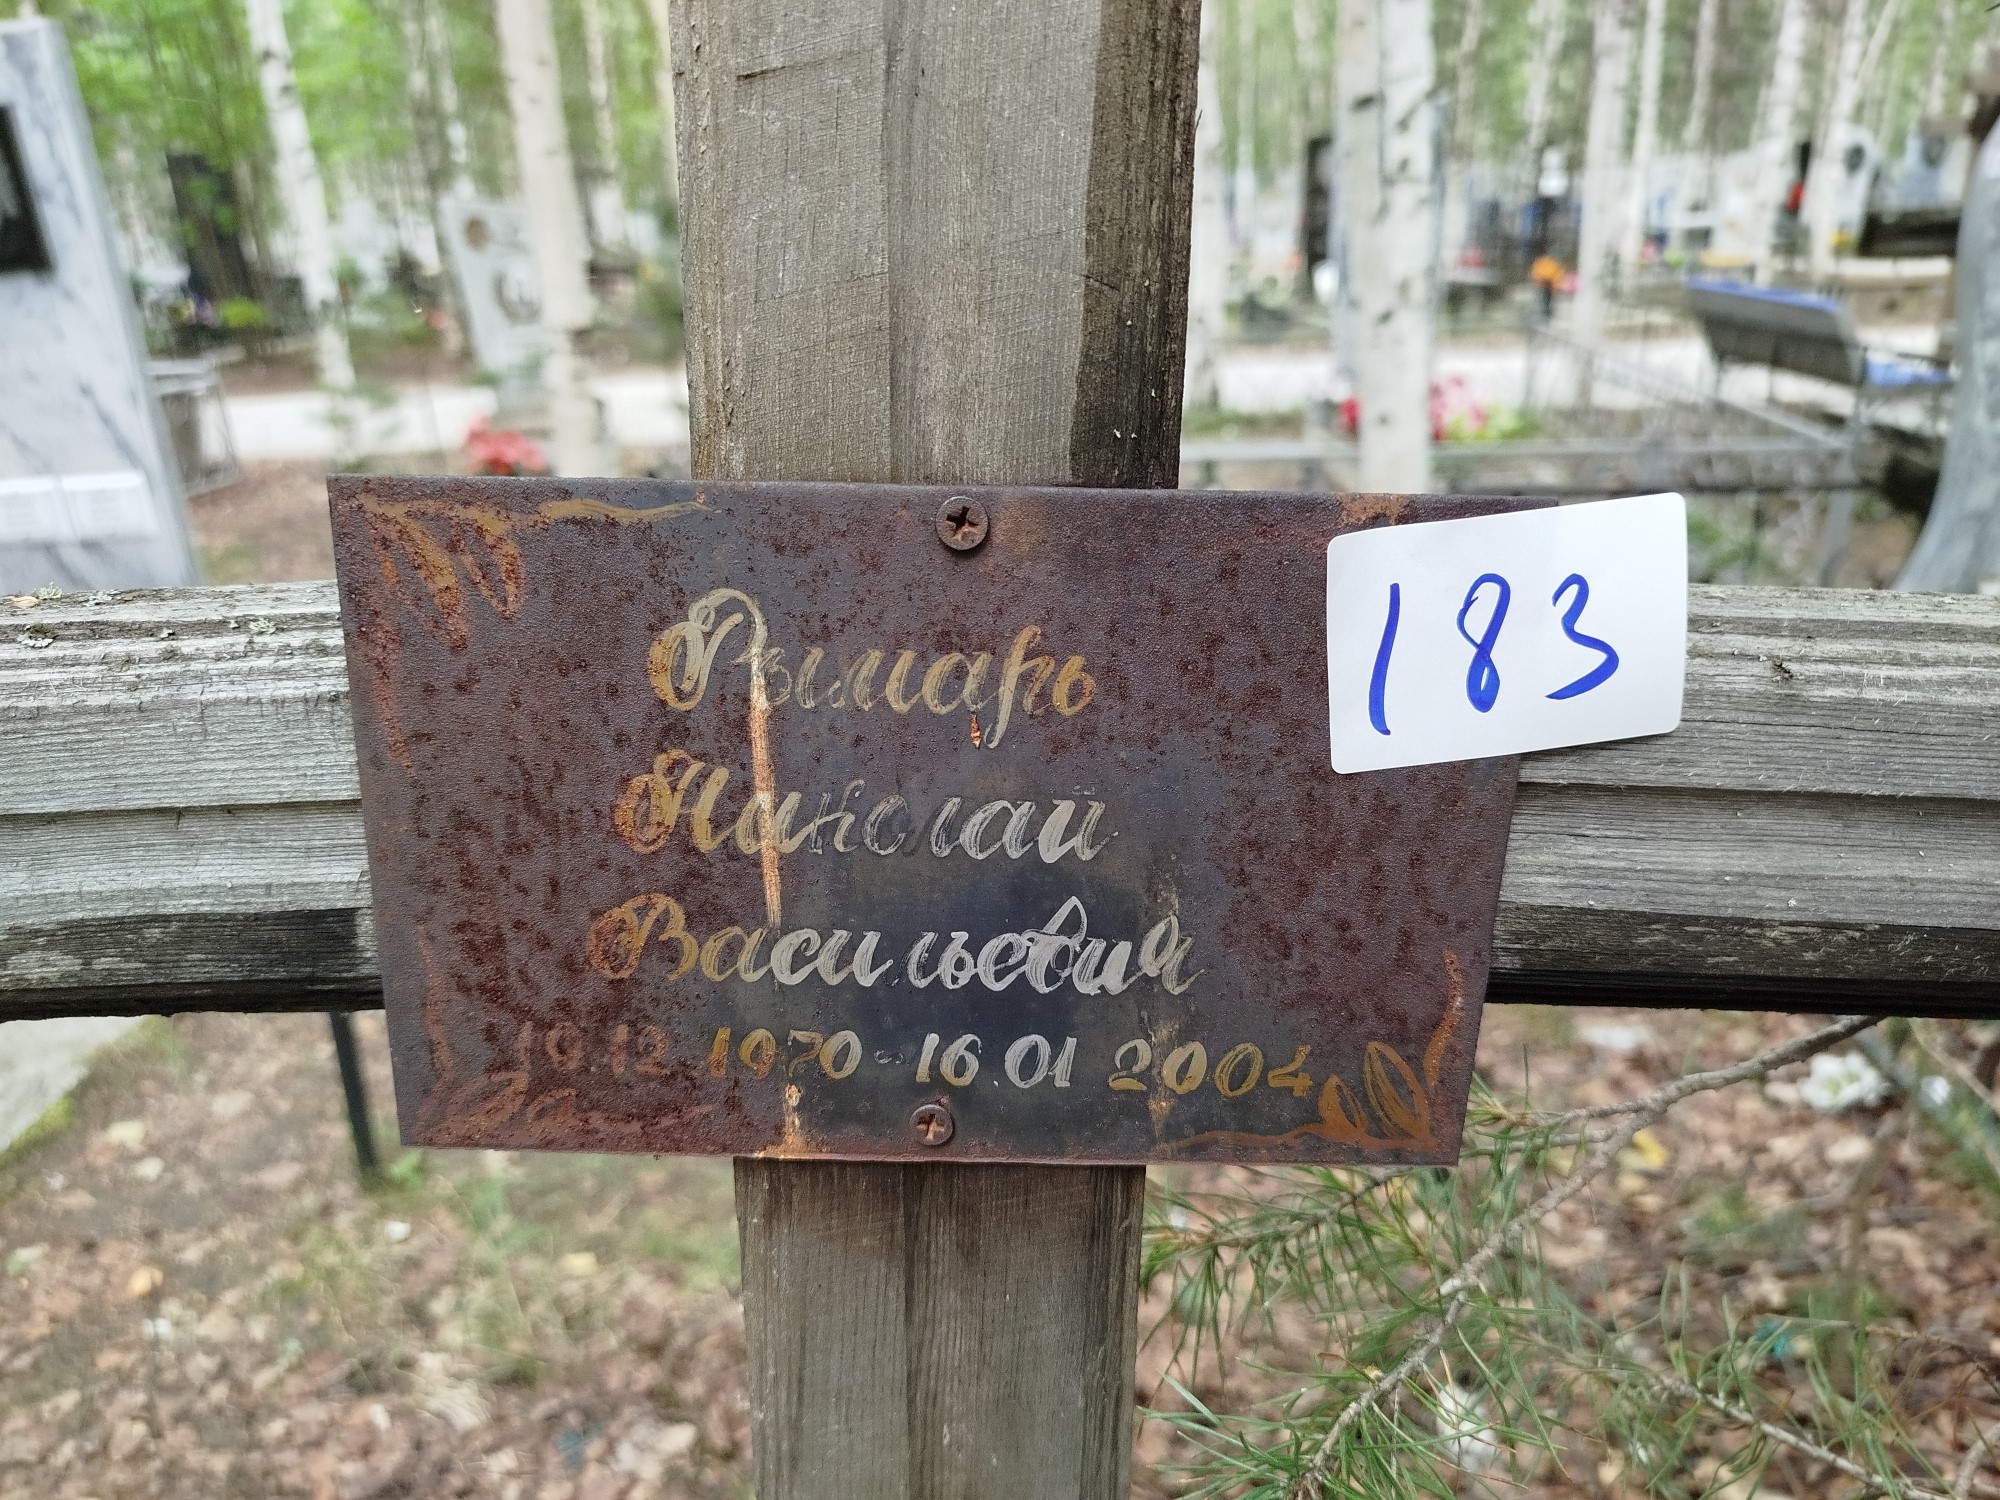 Рымарь
183
Николай
Васильевич
19.12 1970-16 01 2004